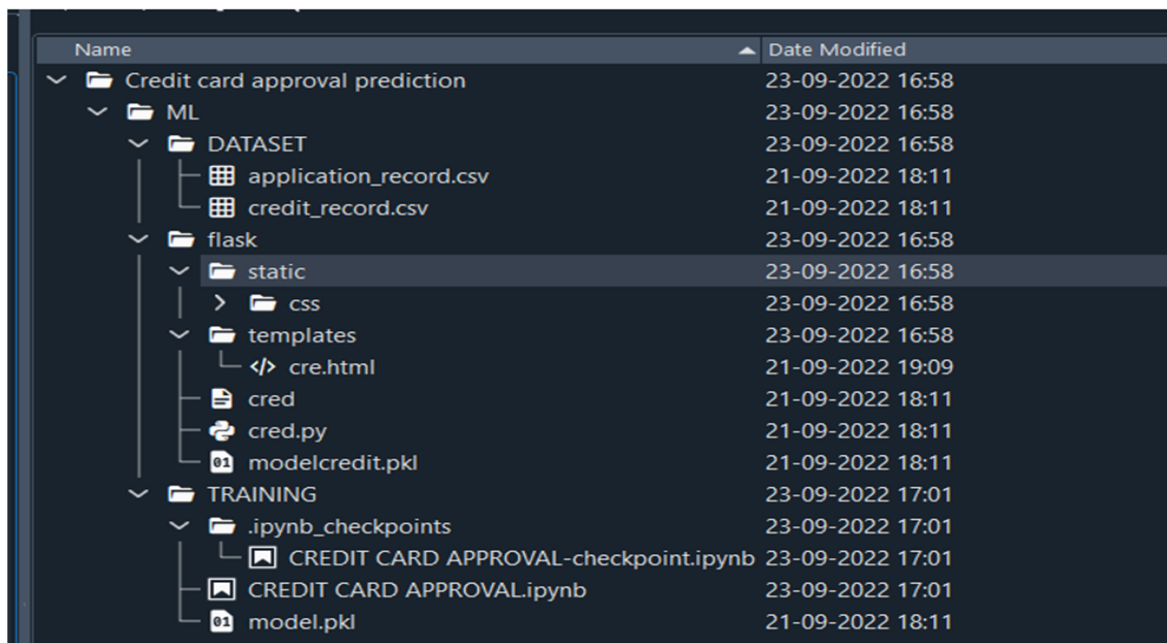 Name Date Modified
Credit card approval prediction 23-09-2022 16:58
ML 23-09-2022 16:58
DATASET 23-09-2022 16:58
application_record.csv 21-09-2022 18:11
credit_record.csv 21-09-2022 18:11
flask 23-09-2022 16:58
static 23-09-2022 16:58
css 23-09-2022 16:58
templates 23-09-2022 16:58
</> cre.html 21-09-2022 19:09
cred 21-09-2022 18:11
cred.py 21-09-2022 18:11
01 modelcredit.pkl 21-09-2022 18:11
TRAINING 23-09-2022 17:01
.ipynb_checkpoints 23-09-2022 17:01
CREDIT CARD APPROVAL-checkpoint.ipynb 23-09-2022 17:01
CREDIT CARD APPROVAL.ipynb 23-09-2022 17:01
01 model.pkl 21-09-2022 18:11